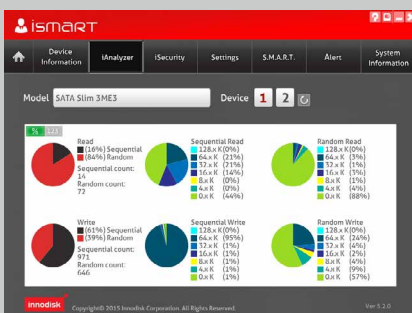 ismart
Device Information
iAnalyzer
iSecurity
Settings
S.M.A.R.T.
Alert
System Information
Model SATA Slim 3ME3 Device 1 2
% 123
Read
(16%) Sequential
(84%) Random
Sequential count:
14
Random count:
72
Sequential Read
128.x K(0%)
64.x K (21%)
32.x K (21%)
16.x K (14%)
8.x K (0%)
4.x K (0%)
0.x K (44%)
Random Read
128.x K(0%)
64.x K (3%)
32.x K (1%)
16.x K (3%)
8.x K (1%)
4.x K (4%)
0.x K (88%)
Write
(61%) Sequential
(39%) Random
Sequential count:
971
Random count:
646
Sequential Write
128.x K(0%)
64.x K (95%)
32.x K (1%)
16.x K (1%)
8.x K (1%)
4.x K (1%)
0.x K (1%)
Random Write
128.x K(0%)
64.x K (24%)
32.x K (4%)
16.x K (2%)
8.x K (4%)
4.x K (9%)
0.x K (57%)
innodisk Copyright© 2015 Innodisk Corporation. All Rights Reserved. Ver 5.2.0